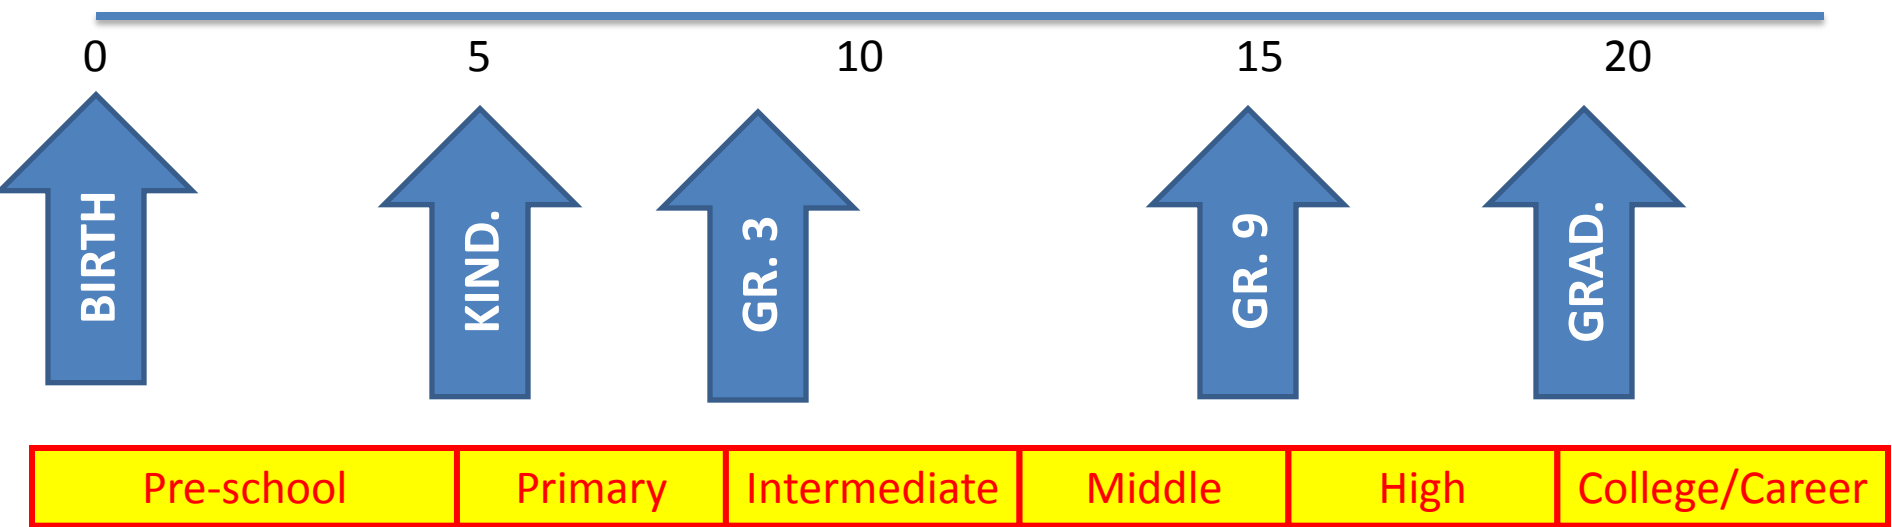 0 5 10 15 20
BIRTH KIND. GR. 3 GR. 9 GRAD.
Pre-school Primary Intermediate Middle High College/Career